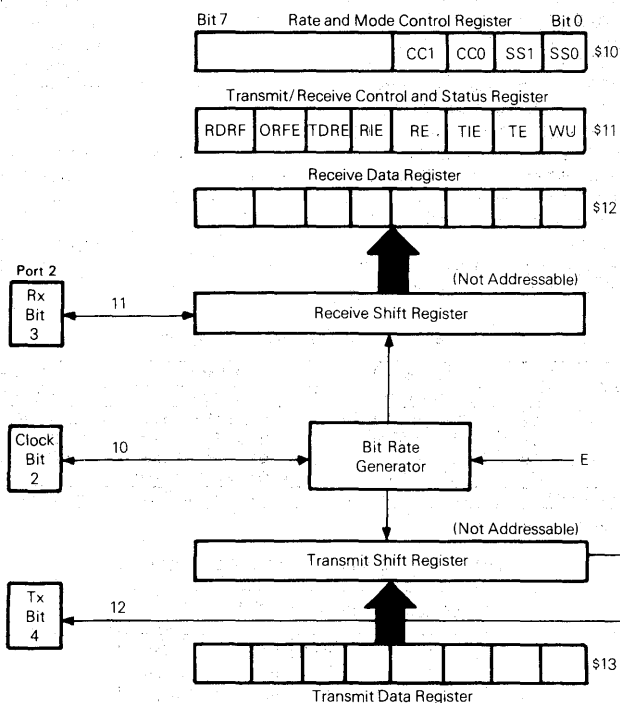 Bit 7 Rate and Mode Control Register Bit 0
CC1 CC0 SS1 SS0 $10
Transmit/Receive Control and Status Register
RDRF ORFE TDRE RIE RE TIE TE WU $11
Receive Data Register
$12
Port 2
(Not Addressable)
Rx
Bit
3
11
Receive Shift Register
Clock
Bit
2
10
Bit Rate
Generator
E
(Not Addressable)
Transmit Shift Register
Tx
Bit
4
12
$13
Transmit Data Register